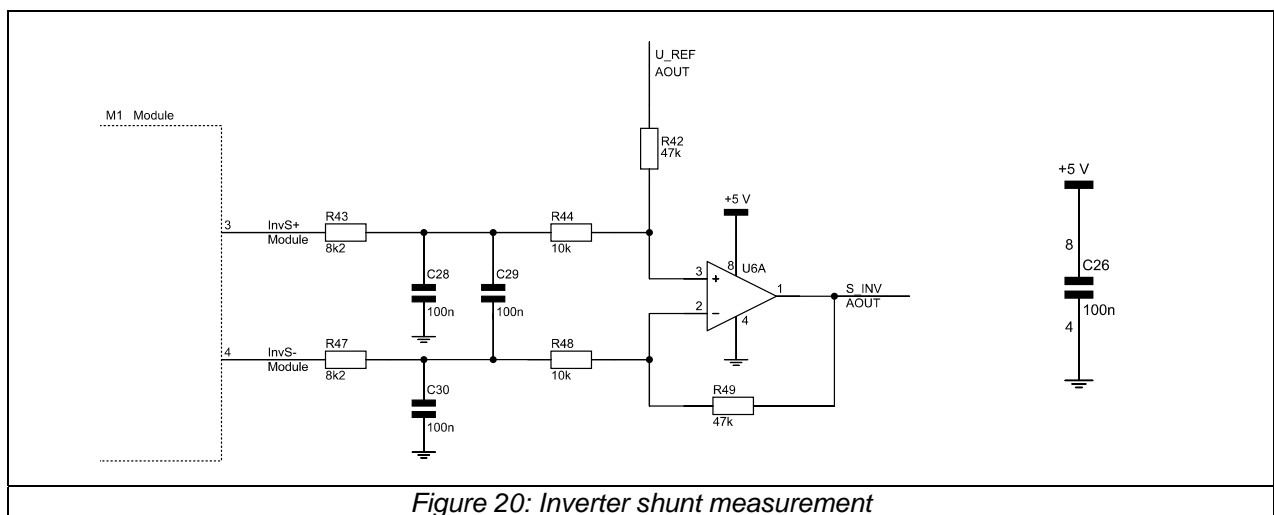 U_REF
AOUT
M1 Module
R42
47k
+5 V
+5 V
3
InvS+
Module
R43
8k2
R44
10k
8
C28
100n
C29
100n
3
+
8
U6A
C26
100n
1
S_INV
AOUT
2
−
4
4
4
InvS-
Module
R47
8k2
R48
10k
C30
100n
R49
47k
Figure 20: Inverter shunt measurement